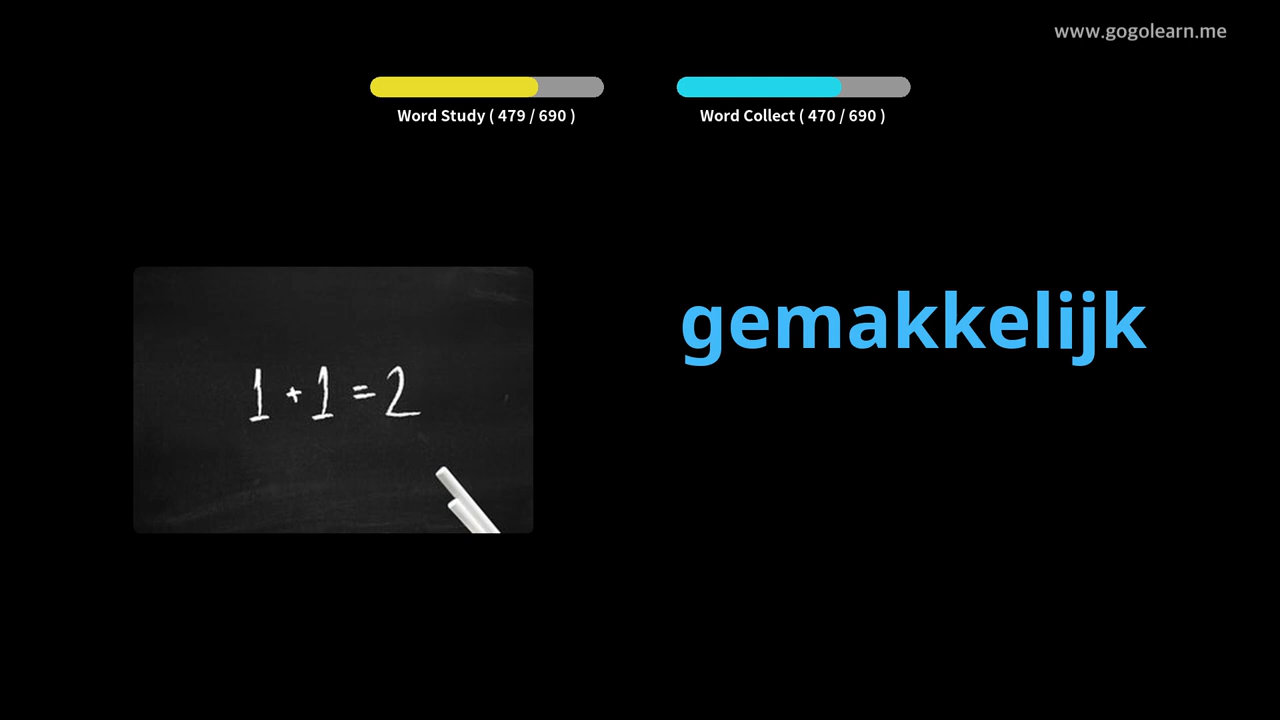 www.gogolearn.me
Word Study ( 479 / 690 )
Word Collect ( 470 / 690 )
gemakkelijk
1 + 1 = 2